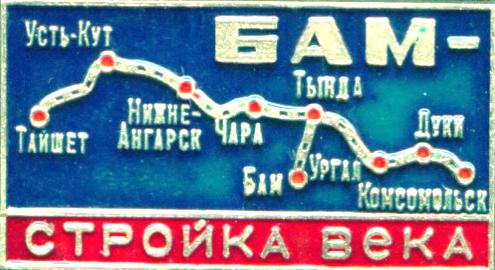 БАМ-
Усть-Кут
Тында
Нижне-
Ангарск
Чара
Дуки
Тайшет
Бам
Ургал
Комсомольск
СТРОЙКА ВЕКА